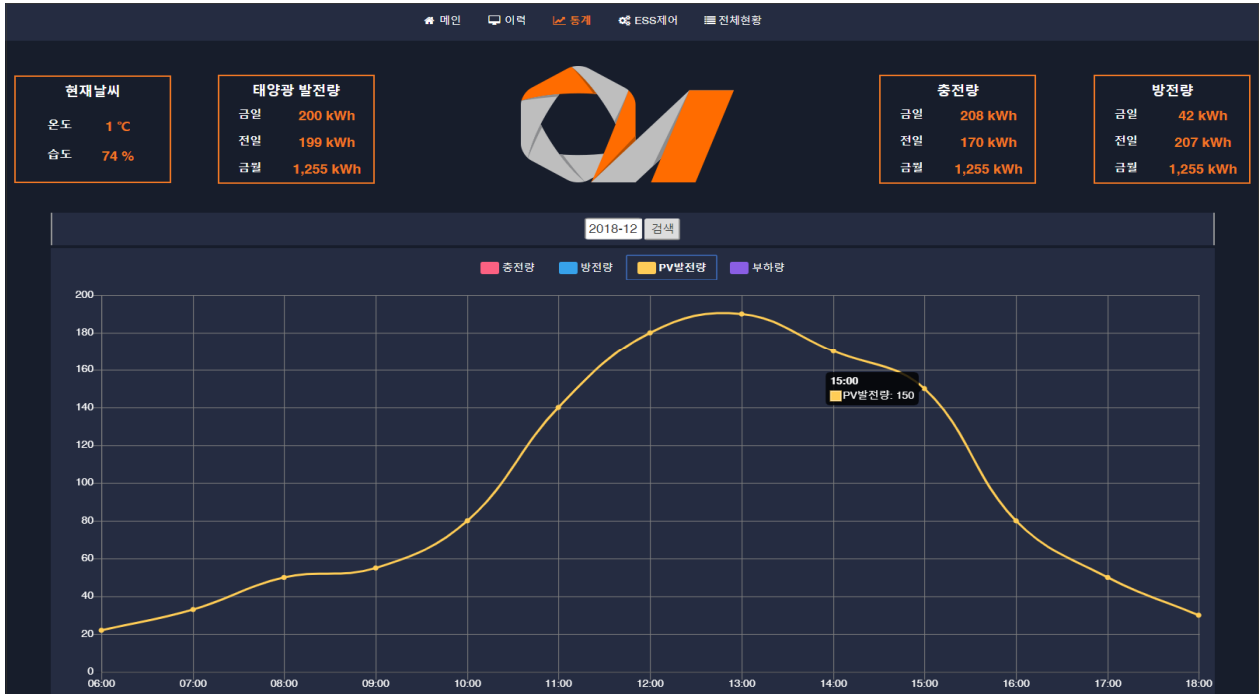 메인 이력 통계 ESS제어 전체현황
현재날씨
온도 1 ℃
습도 74 %
태양광 발전량
금일 200 kWh
전일 199 kWh
금월 1,255 kWh
충전량
금일 208 kWh
전일 170 kWh
금월 1,255 kWh
방전량
금일 42 kWh
전일 207 kWh
금월 1,255 kWh
2018-12 검색
충전량 방전량 PV발전량 부하량
200
180
160
140
120
100
80
60
40
20
0
15:00
PV발전량: 150
06:00 07:00 08:00 09:00 10:00 11:00 12:00 13:00 14:00 15:00 16:00 17:00 18:00